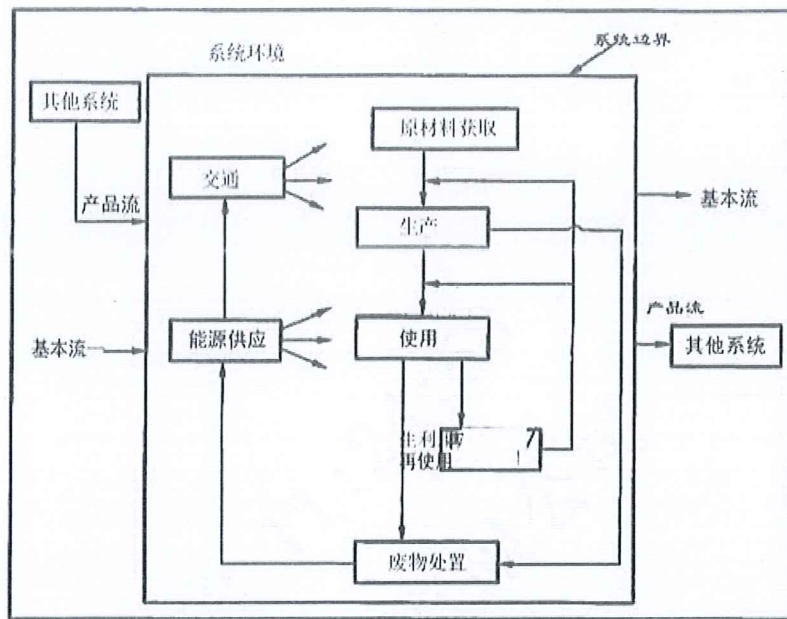 系统环境
系统边界
其他系统
原材料获取
交通
产品流
基本流
生产
产品流
能源供应
使用
基本流
其他系统
生利
再使用
废物处置